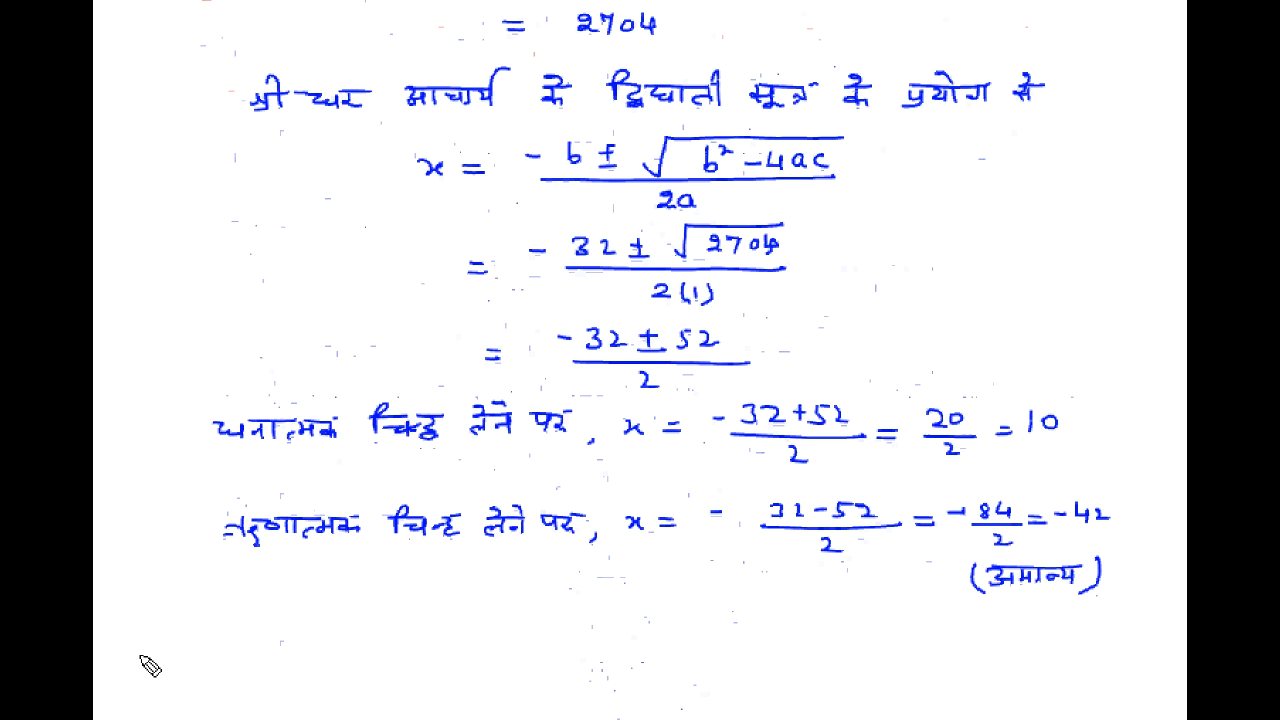 = 2704
श्रीधर आचार्य के द्विघाती सूत्र के प्रयोग से
x = -b ± √(b² - 4ac) / 2a
= -32 ± √2704 / 2(1)
= -32 ± 52 / 2
धनात्मक चिह्न लेने पर, x = -32+52 / 2 = 20/2 = 10
ऋणात्मक चिन्ह लेने पर, x = - 32-52 / 2 = -84/2 = -42
(अमान्य)